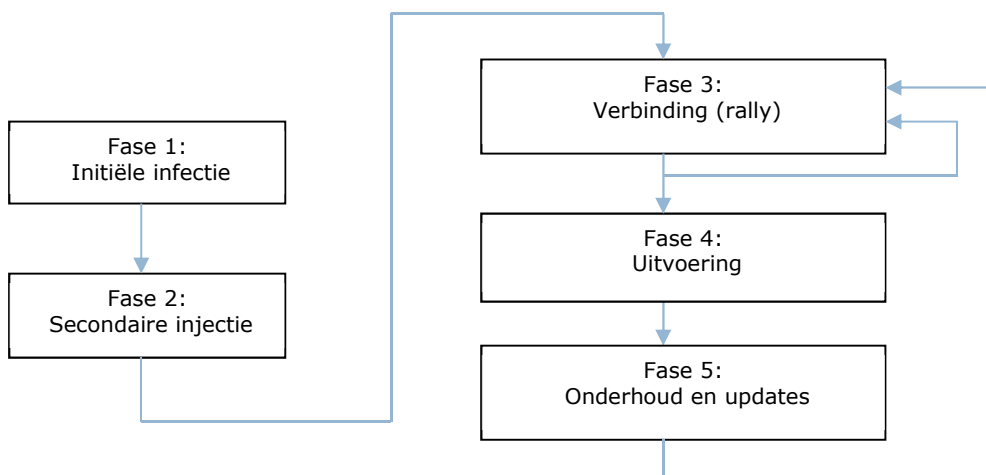 Fase 1:
Initiële infectie
Fase 2:
Secondaire injectie
Fase 3:
Verbinding (rally)
Fase 4:
Uitvoering
Fase 5:
Onderhoud en updates